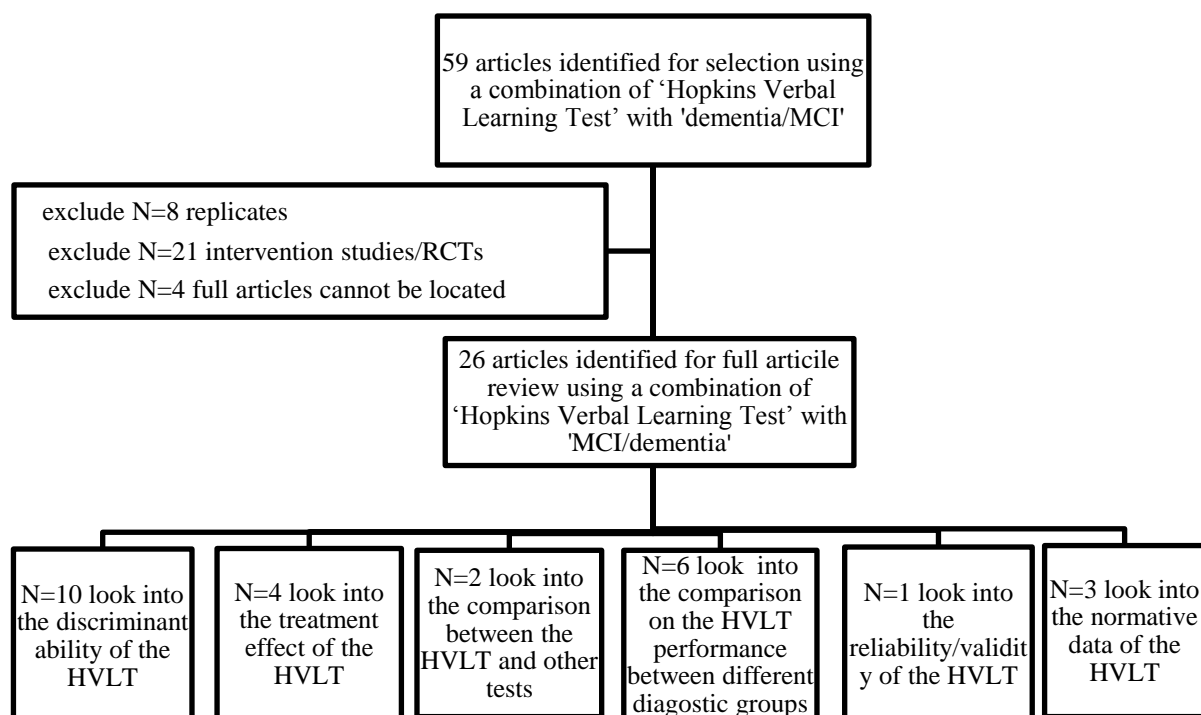 59 articles identified for selection using
a combination of ‘Hopkins Verbal
Learning Test’ with 'dementia/MCI'
exclude N=8 replicates
exclude N=21 intervention studies/RCTs
exclude N=4 full articles cannot be located
26 articles identified for full articile
review using a combination of
‘Hopkins Verbal Learning Test’ with
'MCI/dementia'
N=10 look into
the discriminant
ability of the
HVLT
N=4 look into
the treatment
effect of the
HVLT
N=2 look into
the comparison
between the
HVLT and other
tests
N=6 look into
the comparison
on the HVLT
performance
between different
diagostic groups
N=1 look into
the
reliability/validit
y of the HVLT
N=3 look into
the normative
data of the
HVLT